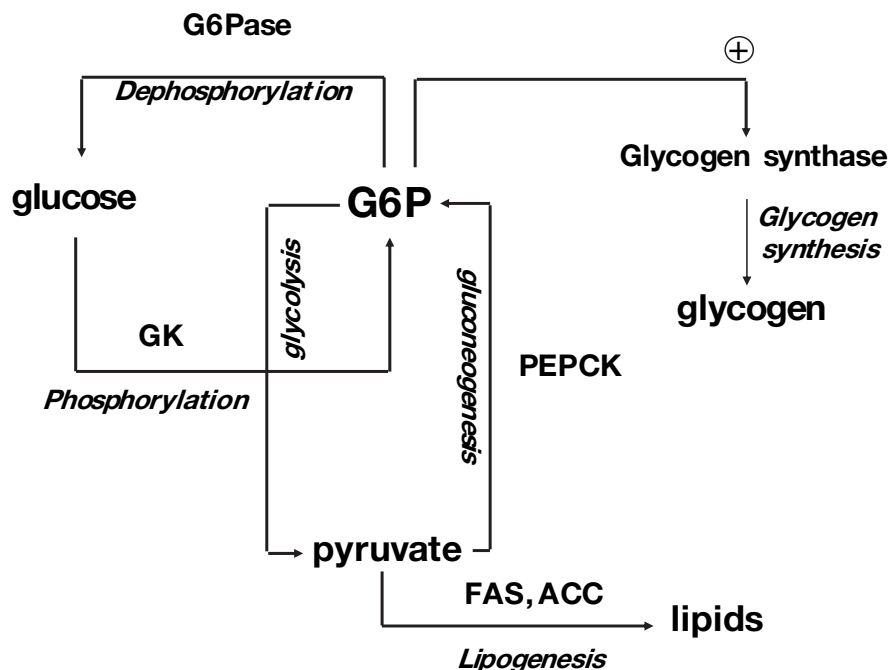 G6Pase
+
Dephosphorylation
Glycogen synthase
glucose
G6P
Glycogen
synthesis
glycolysis
gluconeogenesis
glycogen
GK
PEPCK
Phosphorylation
pyruvate
FAS, ACC
lipids
Lipogenesis